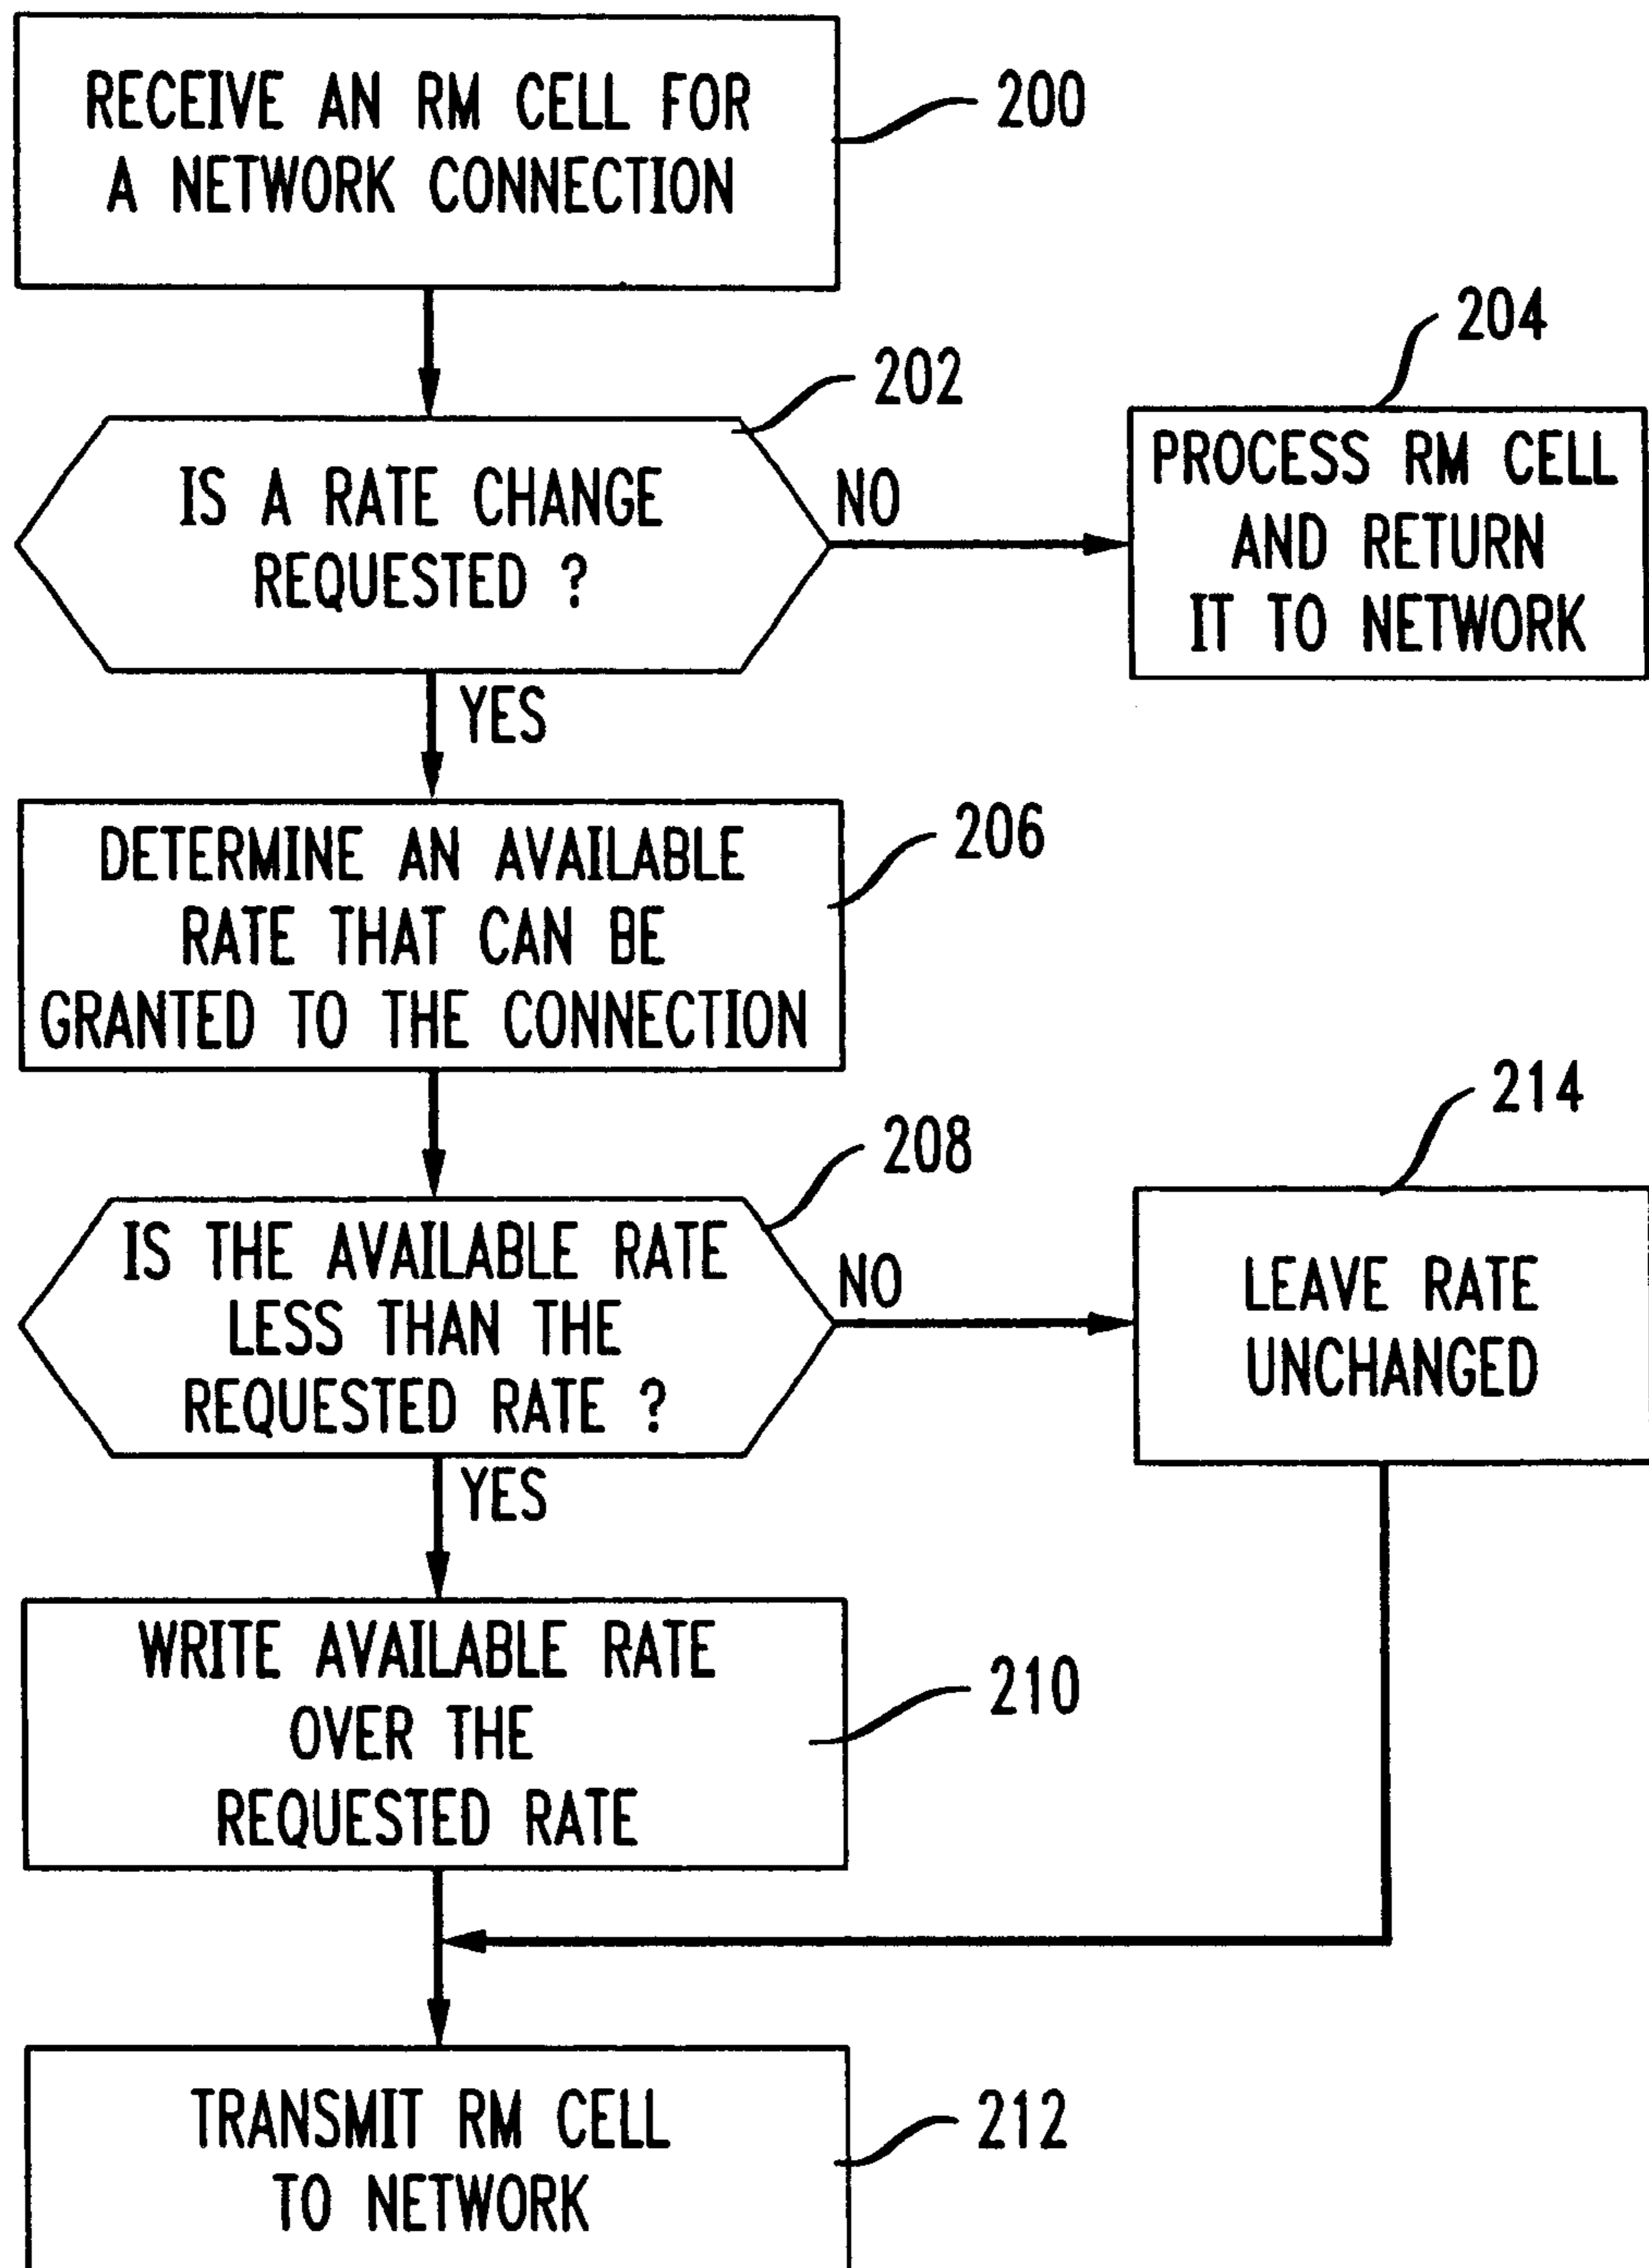 RECEIVE AN RM CELL FOR
A NETWORK CONNECTION
200
202
IS A RATE CHANGE
REQUESTED ?
NO
204
PROCESS RM CELL
AND RETURN
IT TO NETWORK
YES
DETERMINE AN AVAILABLE
RATE THAT CAN BE
GRANTED TO THE CONNECTION
206
208
IS THE AVAILABLE RATE
LESS THAN THE
REQUESTED RATE ?
NO
214
LEAVE RATE
UNCHANGED
YES
WRITE AVAILABLE RATE
OVER THE
REQUESTED RATE
210
TRANSMIT RM CELL
TO NETWORK
212